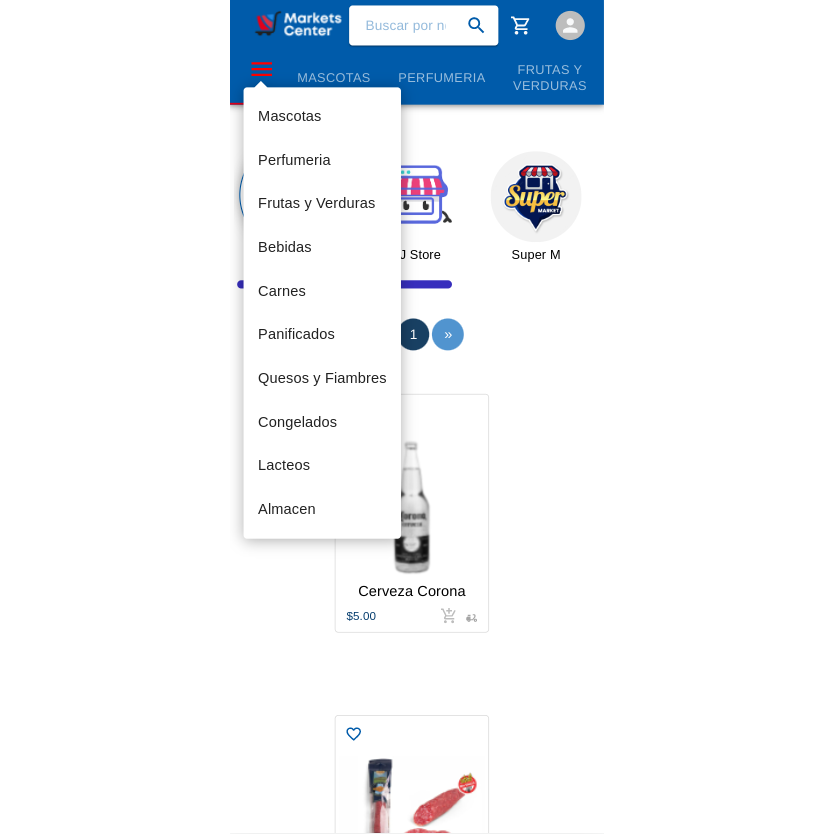 Markets
Center
Buscar por n
MASCOTAS
PERFUMERIA
FRUTAS Y
VERDURAS
Mascotas
Perfumeria
Frutas y Verduras
Bebidas
Carnes
Panificados
Quesos y Fiambres
Congelados
Lacteos
Almacen
Super
MARKET
J Store
Super M
1
»
Corona
Cerveza Corona
$5.00